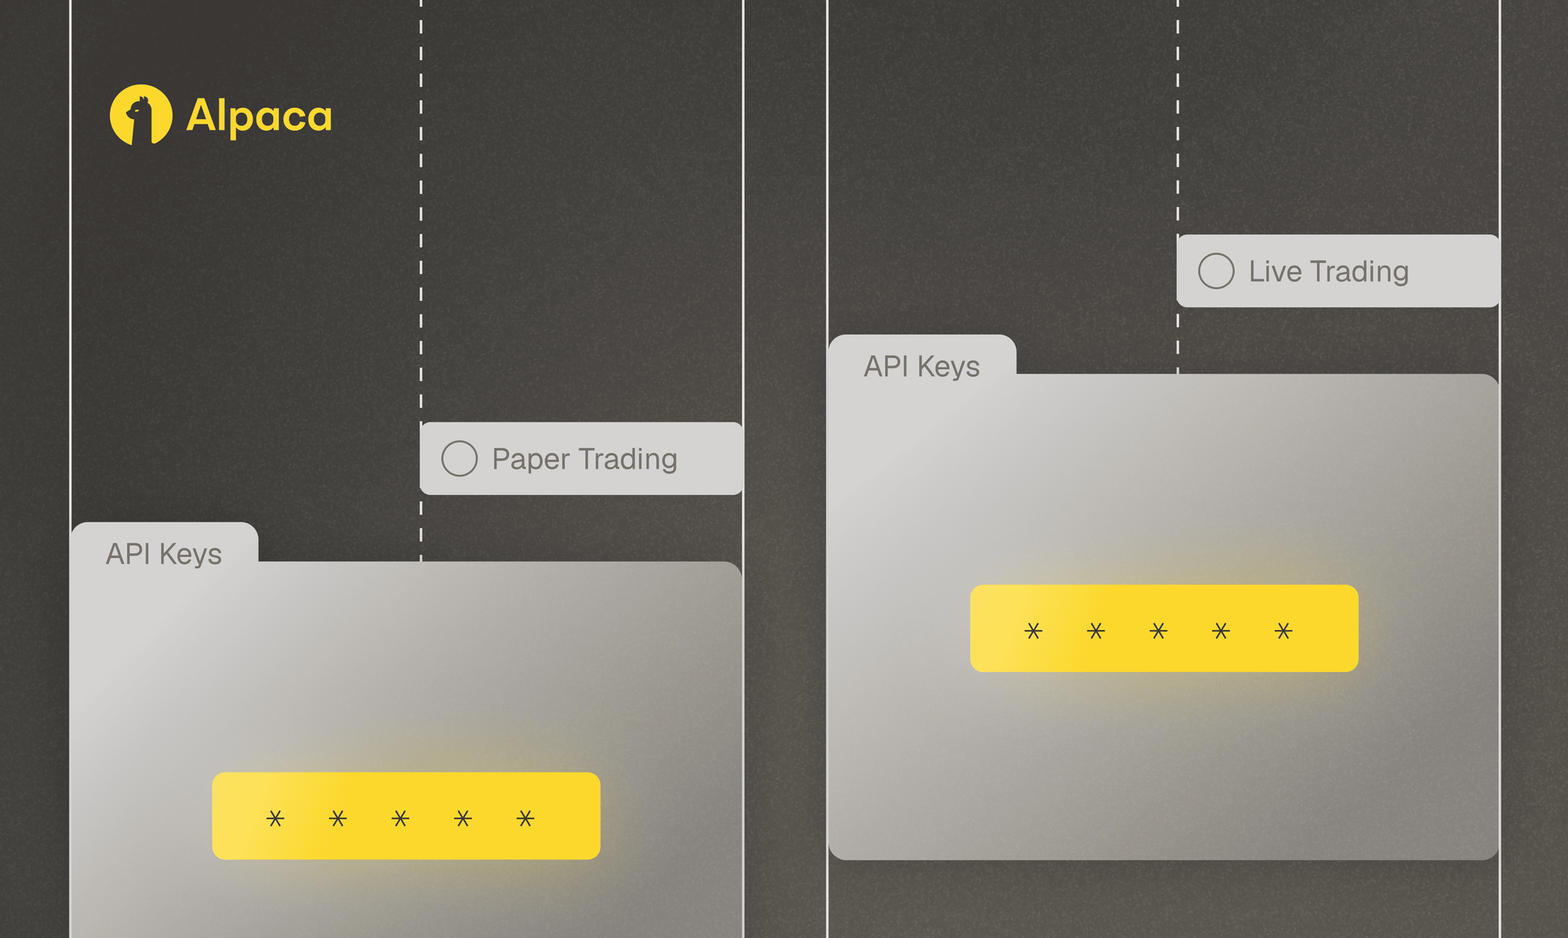 Alpaca
Paper Trading
API Keys
* * * * *
Live Trading
API Keys
* * * * *